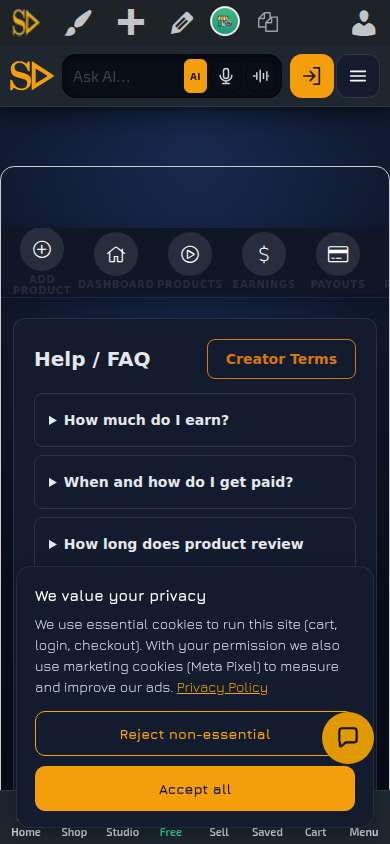 SD
Ask AI...
AI
ADD
PRODUCT
DASHBOARD
PRODUCTS
EARNINGS
PAYOUTS
Help / FAQ
Creator Terms
How much do I earn?
When and how do I get paid?
How long does product review
We value your privacy
We use essential cookies to run this site (cart,
login, checkout). With your permission we also
use marketing cookies (Meta Pixel) to measure
and improve our ads. Privacy Policy
Reject non-essential
Accept all
Home Shop Studio Free Sell Saved Cart Menu